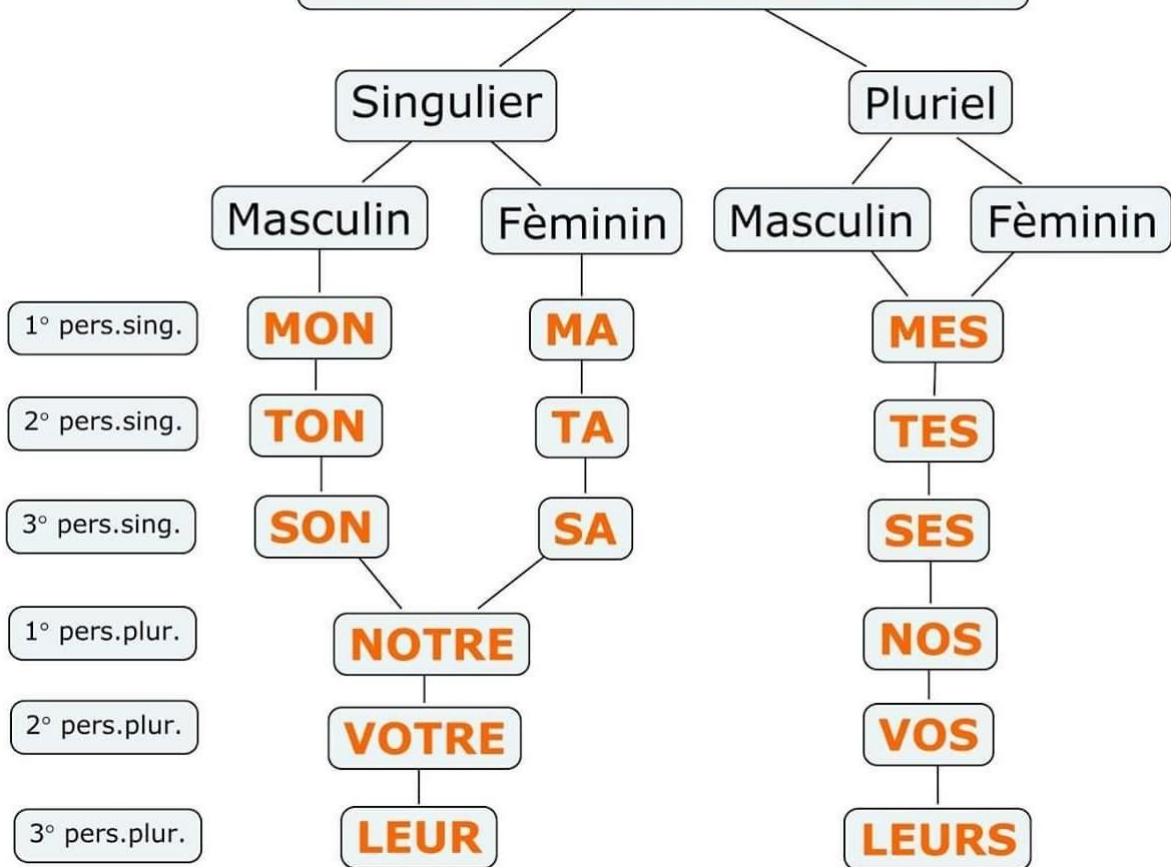 Singulier Pluriel
Masculin Fèminin Masculin Fèminin
1° pers.sing. MON MA MES
2° pers.sing. TON TA TES
3° pers.sing. SON SA SES
1° pers.plur. NOTRE NOS
2° pers.plur. VOTRE VOS
3° pers.plur. LEUR LEURS